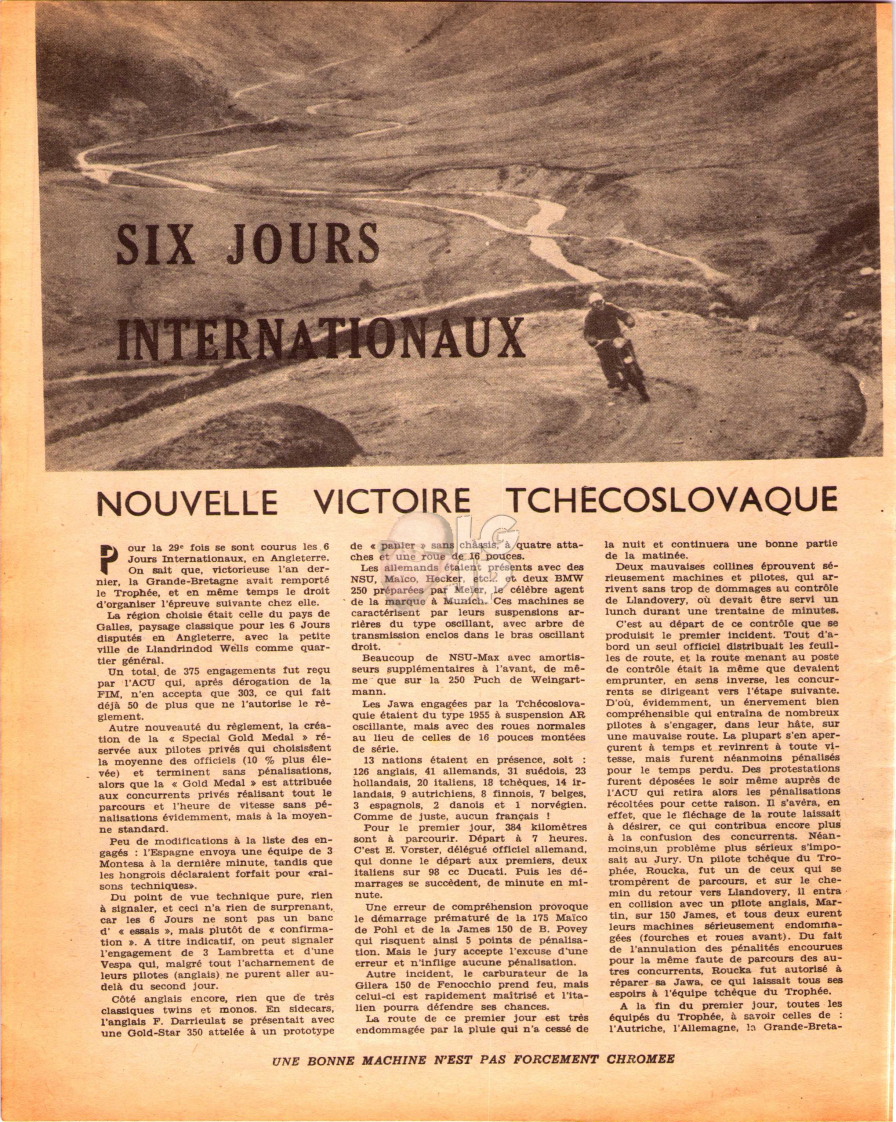 SIX JOURS
INTERNATIONAUX
NOUVELLE VICTOIRE TCHÉCOSLOVAQUE
Pour la 29e fois se sont courus les 6
Jours Internationaux, en Angleterre.
On sait que, victorieuse l'an der-
nier, la Grande-Bretagne avait remporté
le Trophée, et en même temps le droit
d'organiser l'épreuve suivante chez elle.
La région choisie était celle du pays de
Galles, paysage classique pour les 6 Jours
disputés en Angleterre, avec la petite
ville de Llandrindod Wells comme quar-
tier général.
Un total de 375 engagements fut reçu
par l'ACU qui, après dérogation de la
FIM, n'en accepta que 303, ce qui fait
déjà 50 de plus que ne l'autorise le rè-
glement.
Autre nouveauté du règlement, la créa-
tion de la « Special Gold Medal » ré-
servée aux pilotes privés qui choisissent
la moyenne des officiels (10 % plus éle-
vée) et terminent sans pénalisations,
alors que la « Gold Medal » est attribuée
aux concurrents privés réalisant tout le
parcours et l'heure de vitesse sans pé-
nalisations évidemment, mais à la moyen-
ne standard.
Peu de modifications à la liste des en-
gagés : l'Espagne envoya une équipe de 3
Montesa à la dernière minute, tandis que
les hongrois déclaraient forfait pour «rai-
sons techniques».
Du point de vue technique pure, rien
à signaler, et ceci n'a rien de surprenant,
car les 6 Jours ne sont pas un banc
d' « essais », mais plutôt de « confirma-
tion ». A titre indicatif, on peut signaler
l'engagement de 3 Lambretta et d'une
Vespa qui, malgré tout l'acharnement de
leurs pilotes (anglais) ne purent aller au-
delà du second jour.
Côté anglais encore, rien que de très
classiques twins et monos. En sidecars,
l'anglais F. Darrieulat se présentait avec
une Gold-Star 350 attelée à un prototype
de « panier » sans châssis, à quatre atta-
ches et une roue de 16 pouces.
Les allemands étaient présents avec des
NSU, Maïco, Hecker, etc... et deux BMW
250 préparées par Meier, le célèbre agent
de la marque à Munich. Ces machines se
caractérisent par leurs suspensions ar-
rières du type oscillant, avec arbre de
transmission enclos dans le bras oscillant
droit.
Beaucoup de NSU-Max avec amortis-
seurs supplémentaires à l'avant, de mê-
me que sur la 250 Puch de Weingart-
mann.
Les Jawa engagées par la Tchécoslova-
quie étaient du type 1955 à suspension AR
oscillante, mais avec des roues normales
au lieu de celles de 16 pouces montées
de série.
13 nations étaient en présence, soit :
126 anglais, 41 allemands, 31 suédois, 23
hollandais, 20 italiens, 18 tchèques, 14 ir-
landais, 9 autrichiens, 8 finnois, 7 belges,
3 espagnols, 2 danois et 1 norvégien.
Comme de juste, aucun français !
Pour le premier jour, 384 kilomètres
sont à parcourir. Départ à 7 heures.
C'est E. Vorster, délégué officiel allemand,
qui donne le départ aux premiers, deux
italiens sur 98 cc Ducati. Puis les dé-
marrages se succèdent, de minute en mi-
nute.
Une erreur de compréhension provoque
le démarrage prématuré de la 175 Maïco
de Pohl et de la James 150 de B. Povey
qui risquent ainsi 5 points de pénalisa-
tion. Mais le jury accepte l'excuse d'une
erreur et n'inflige aucune pénalisation.
Autre incident, le carburateur de la
Gilera 150 de Fenocchio prend feu, mais
celui-ci est rapidement maîtrisé et l'ita-
lien pourra défendre ses chances.
La route de ce premier jour est très
endommagée par la pluie qui n'a cessé de
la nuit et continuera une bonne partie
de la matinée.
Deux mauvaises collines éprouvent sé-
rieusement machines et pilotes, qui ar-
rivent sans trop de dommages au contrôle
de Llandovery, où devait être servi un
lunch durant une trentaine de minutes.
C'est au départ de ce contrôle que se
produisit le premier incident. Tout d'a-
bord un seul officiel distribuait les feuil-
les de route, et la route menant au poste
de contrôle était la même que devaient
emprunter, en sens inverse, les concur-
rents se dirigeant vers l'étape suivante.
D'où, évidemment, un énervement bien
compréhensible qui entraîna de nombreux
pilotes à s'engager, dans leur hâte, sur
une mauvaise route. La plupart s'en aper-
çurent à temps et revinrent à toute vi-
tesse, mais furent néanmoins pénalisés
pour le temps perdu. Des protestations
furent déposées le soir même auprès de
l'ACU qui retira alors les pénalisations
récoltées pour cette raison. Il s'avéra, en
effet, que le fléchage de la route laissait
à désirer, ce qui contribua encore plus
à la confusion des concurrents. Néan-
moins,un problème plus sérieux s'impo-
sait au Jury. Un pilote tchèque du Tro-
phée, Roucka, fut un de ceux qui se
trompèrent de parcours, et sur le che-
min du retour vers Llandovery, il entra
en collision avec un pilote anglais, Mar-
tin, sur 150 James, et tous deux eurent
leurs machines sérieusement endomma-
gées (fourches et roues avant). Du fait
de l'annulation des pénalités encourues
pour la même faute de parcours des au-
tres concurrents, Roucka fut autorisé à
réparer sa Jawa, ce qui laissait tous ses
espoirs à l'équipe tchèque du Trophée.
A la fin du premier jour, toutes les
équipés du Trophée, à savoir celles de :
l'Autriche, l'Allemagne, la Grande-Breta-
UNE BONNE MACHINE N'EST PAS FORCEMENT CHROMEE